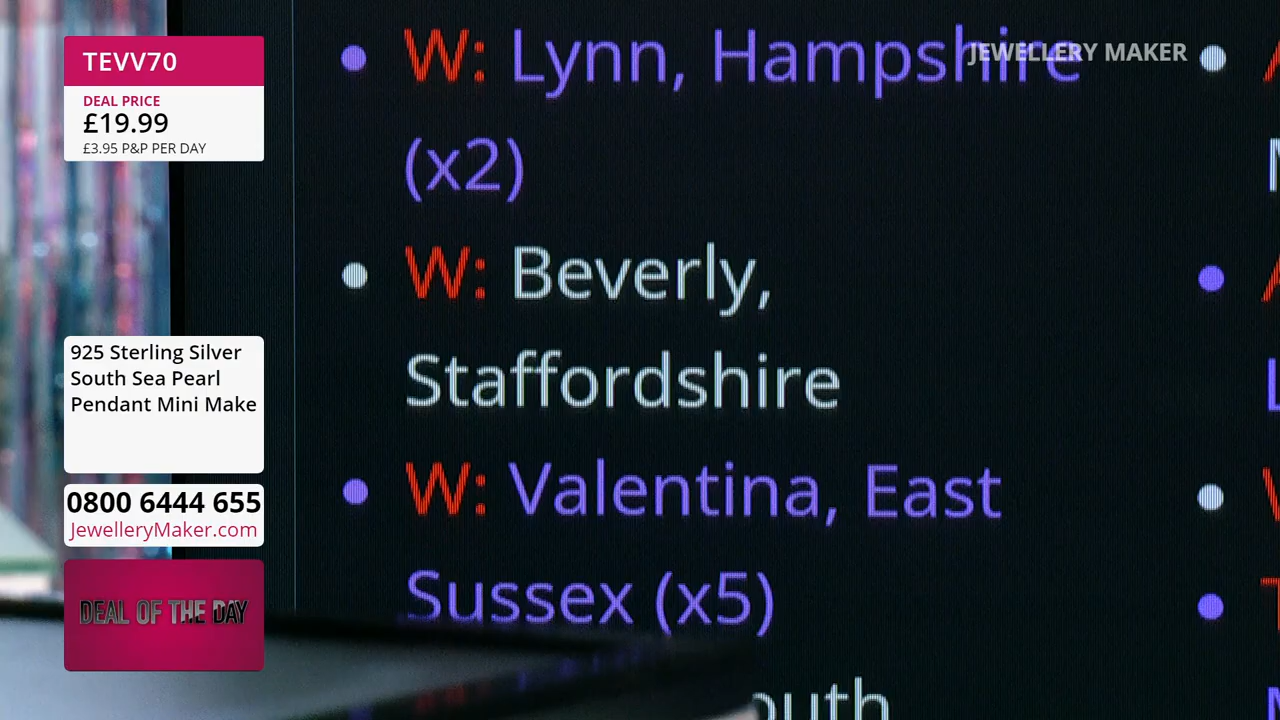 TEVV70
DEAL PRICE
£19.99
£3.95 P&P PER DAY
925 Sterling Silver
South Sea Pearl
Pendant Mini Make
0800 6444 655
JewelleryMaker.com
DEAL OF THE DAY
JEWELLERY MAKER
W: Lynn, Hampshire
(x2)
W: Beverly,
Staffordshire
W: Valentina, East
Sussex (x5)